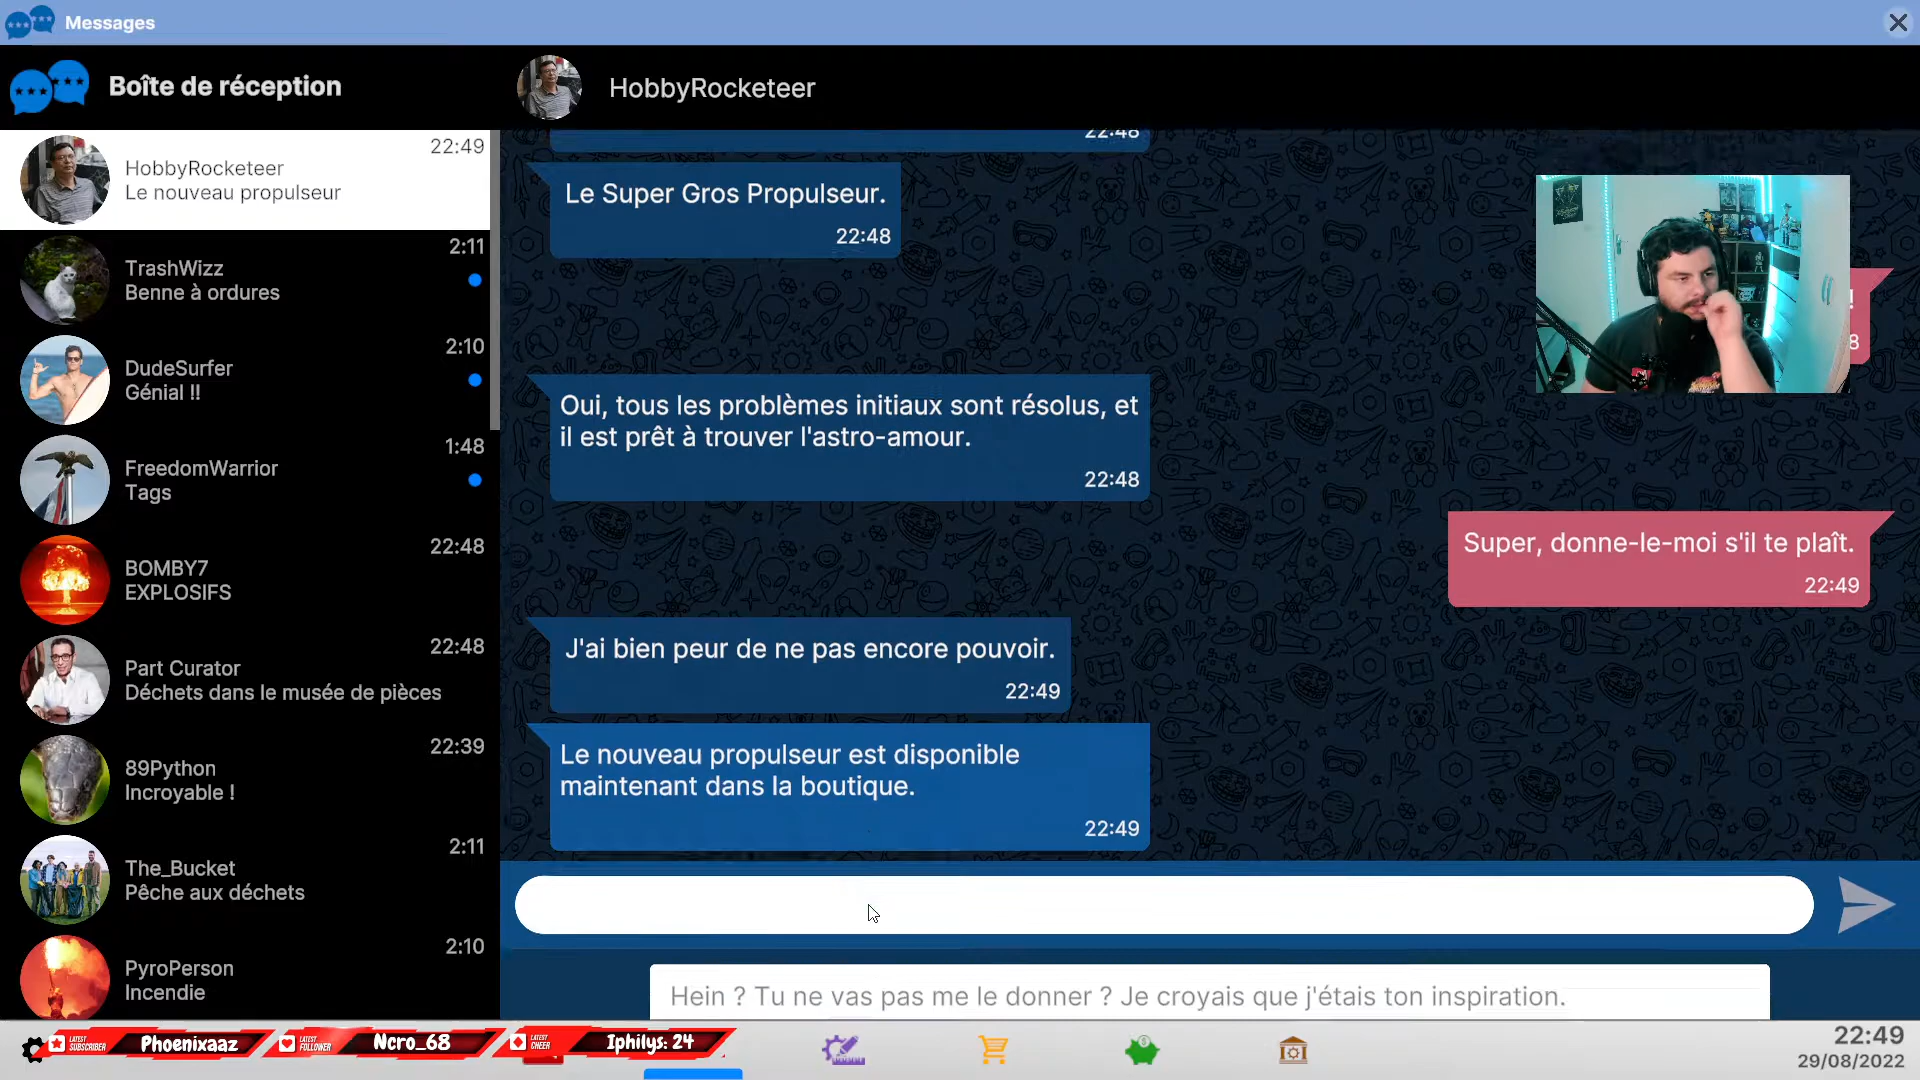 Messages
Boîte de réception
HobbyRocketeer
22:49
HobbyRocketeer
Le nouveau propulseur
2:11
TrashWizz
Benne à ordures
2:10
DudeSurfer
Génial !!
1:48
FreedomWarrior
Tags
22:48
BOMBY7
EXPLOSIFS
22:48
Part Curator
Déchets dans le musée de pièces
22:39
89Python
Incroyable !
2:11
The_Bucket
Pêche aux déchets
2:10
PyroPerson
Incendie
22:48
Le Super Gros Propulseur.
22:48
!
8
Oui, tous les problèmes initiaux sont résolus, et
il est prêt à trouver l'astro-amour.
22:48
Super, donne-le-moi s'il te plaît.
22:49
J'ai bien peur de ne pas encore pouvoir.
22:49
Le nouveau propulseur est disponible
maintenant dans la boutique.
22:49
Hein ? Tu ne vas pas me le donner ? Je croyais que j'étais ton inspiration.
LATEST
SUBSCRIBER
Phoenixaaz
LATEST
FOLLOWER
Ncro_68
LATEST
CHEER
Iphilys: 24
22:49
29/08/2022